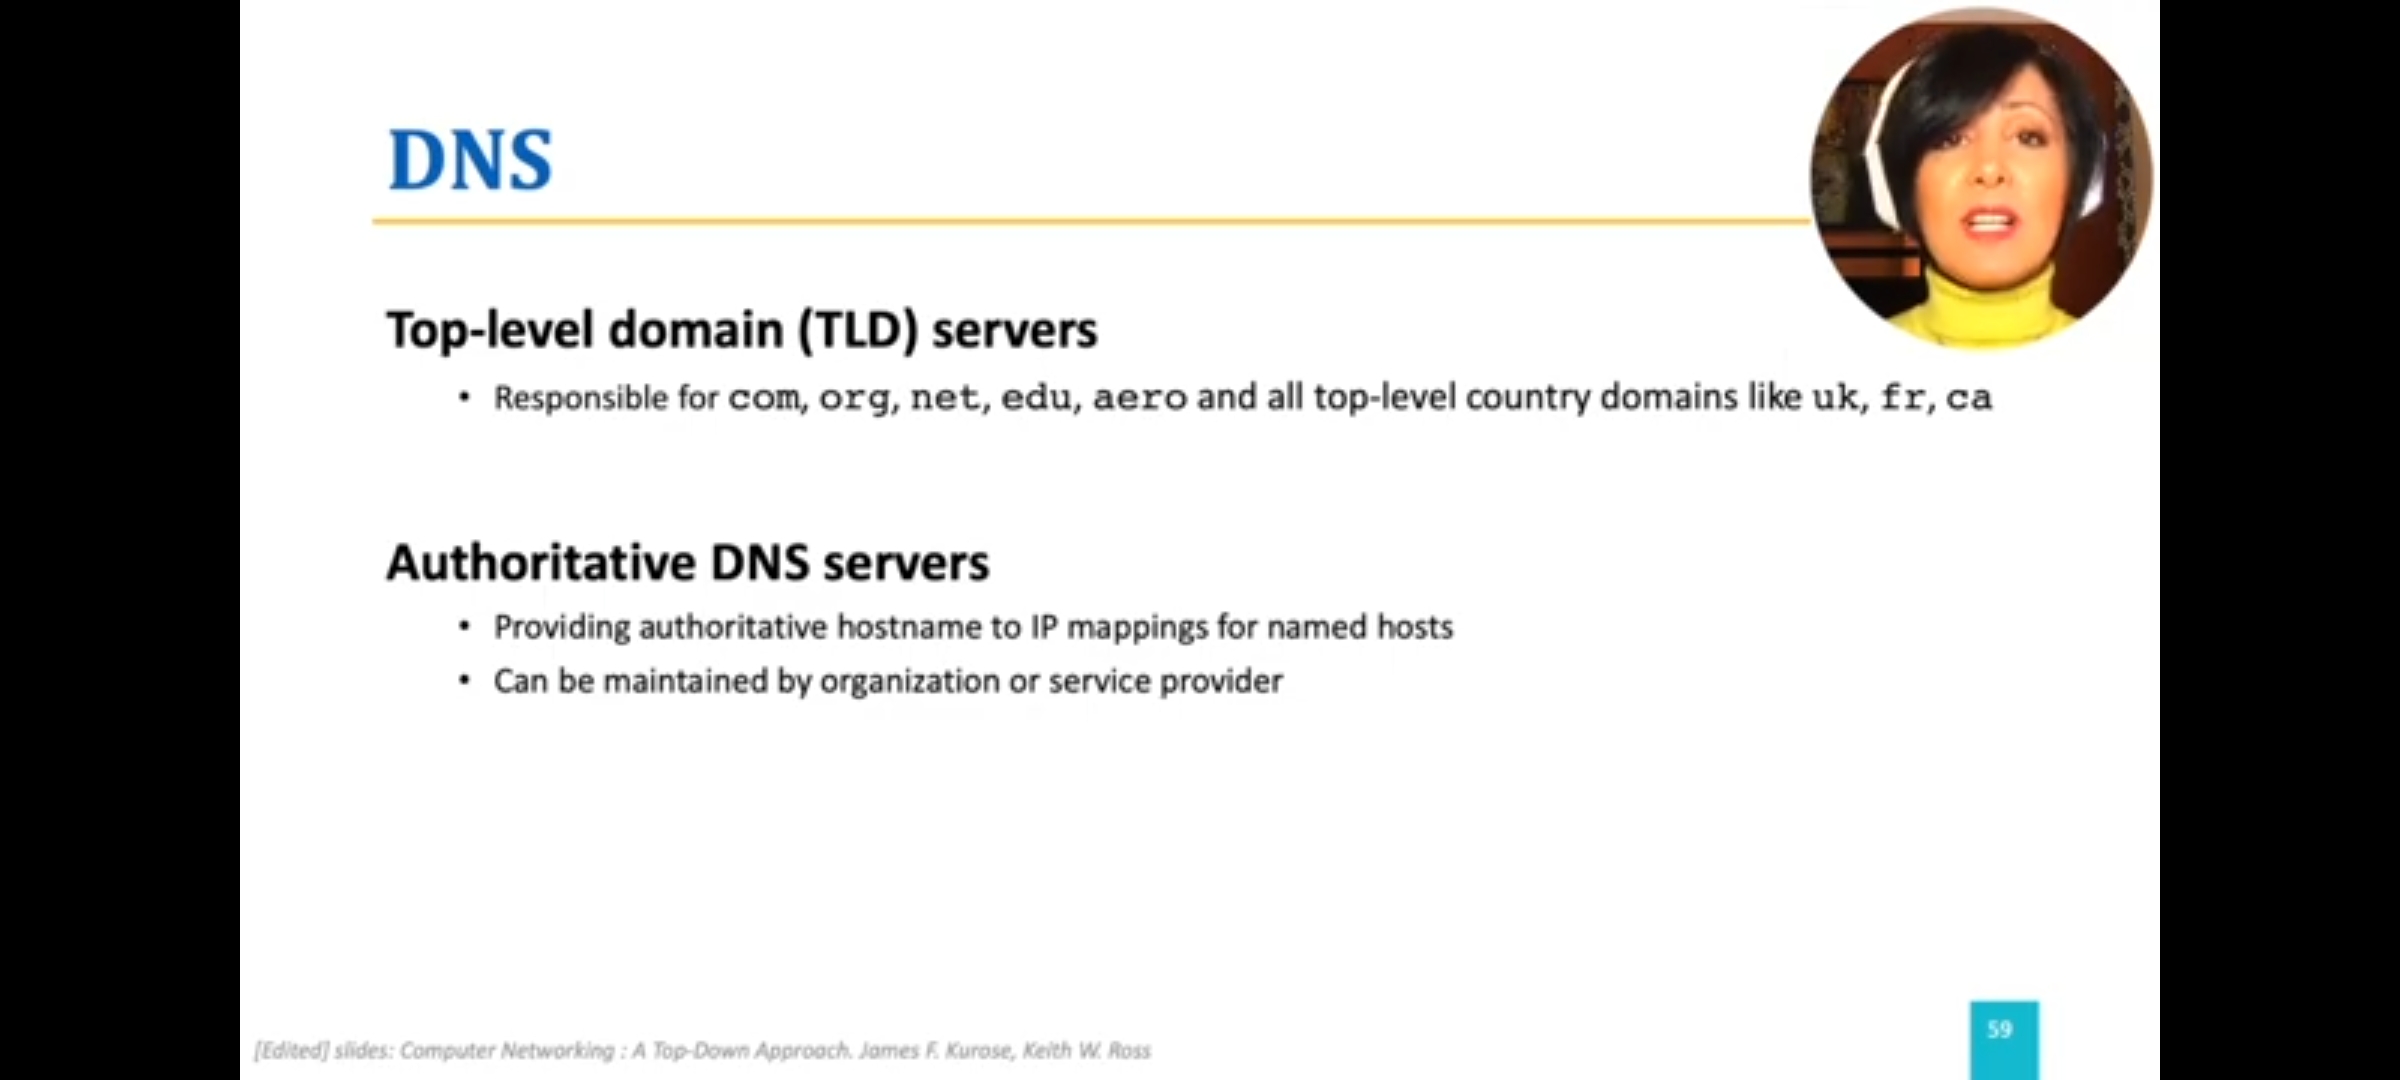 DNS
Top-level domain (TLD) servers
• Responsible for com, org, net, edu, aero and all top-level country domains like uk, fr, ca
Authoritative DNS servers
• Providing authoritative hostname to IP mappings for named hosts
• Can be maintained by organization or service provider
59
[Edited] slides: Computer Networking : A Top-Down Approach. James F. Kurose, Keith W. Ross